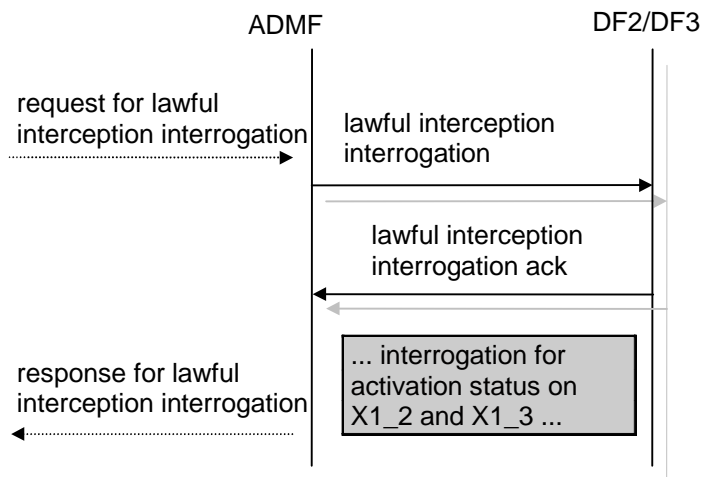 ADMF
DF2/DF3
request for lawful
interception interrogation
lawful interception
interrogation
lawful interception
interrogation ack
... interrogation for
activation status on
X1_2 and X1_3 ...
response for lawful
interception interrogation